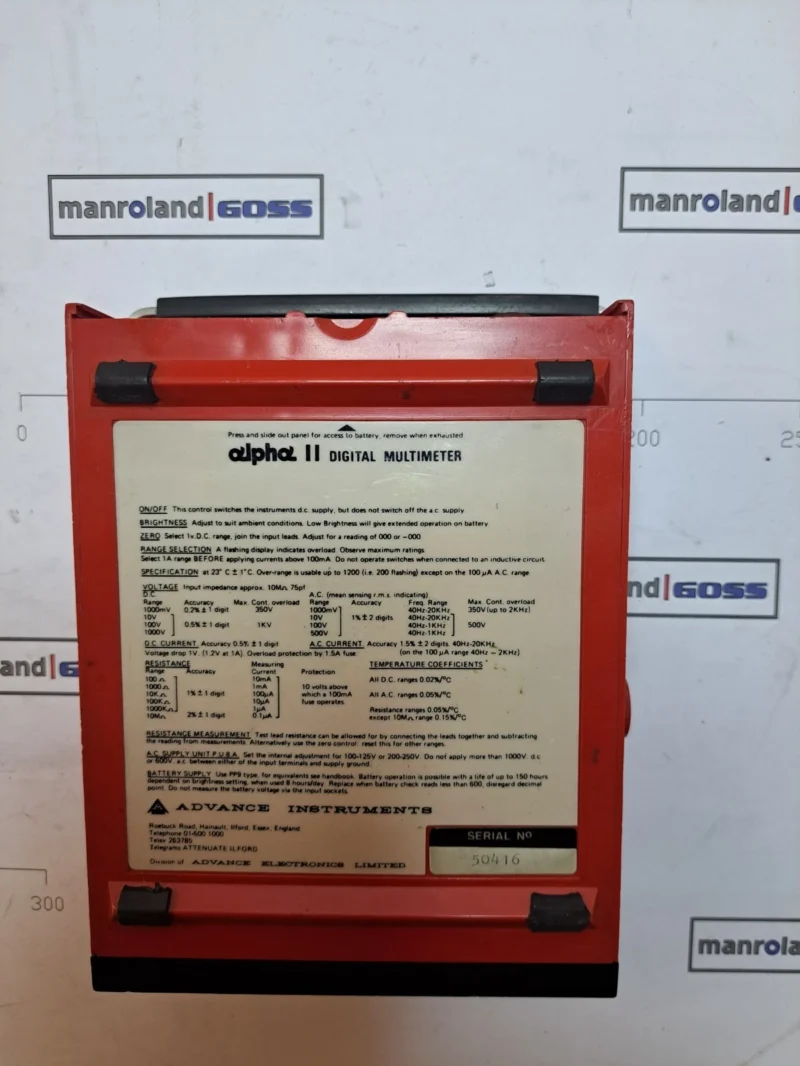 manroland|GOSS
manroland|G
0
200
25
Press and slide out panel for access to battery, remove when exhausted
alpha II DIGITAL MULTIMETER
ON/OFF This control switches the instruments d.c. supply, but does not switch off the a.c. supply
BRIGHTNESS Adjust to suit ambient conditions. Low Brightness will give extended operation on battery
ZERO Select 1v.D.C. range, join the input leads. Adjust for a reading of 000 or -000
RANGE SELECTION A flashing display indicates overload. Observe maximum ratings
Select 1A range BEFORE applying currents above 100mA. Do not operate switches when connected to an inductive circuit.
SPECIFICATION at 23° C ± 1°C. Over-range is usable up to 1200 (i.e. 200 flashing) except on the 100 µA A.C. range.
VOLTAGE Input impedance approx. 10MΩ 75pf
D.C. A.C. (mean sensing r.m.s. indicating)
Range Accuracy Max. Cont. overload Range Accuracy Freq. Range Max. Cont. overload
1000mV 0.2% ± 1 digit 350V 1000mV 40Hz-20KHz 350V(up to 2KHz)
10V 10V 1% ± 2 digits 40Hz-20KHz
100V 0.5% ± 1 digit 1KV 100V 40Hz-1KHz 500V
1000V 500V 40Hz-1KHz
D.C. CURRENT Accuracy 0.5% ± 1 digit A.C. CURRENT Accuracy 1.5% ± 2 digits 40Hz-20KHz
Voltage drop 1V. (1.2V at 1A). Overload protection by 1.5A fuse. (on the 100 µA range 40Hz – 2KHz)
RESISTANCE Measuring TEMPERATURE COEFFICIENTS
Range Accuracy Current Protection
100 Ω 10mA All D.C. ranges 0.02%/°C
1000 Ω 1mA 10 volts above
10K Ω 1% ± 1 digit 100µA which a 100mA All A.C. ranges 0.05%/°C
100K Ω 10µA fuse operates
1000K Ω 1µA Resistance ranges 0.05%/°C
10M Ω 2% ± 1 digit 0.1µA except 10MΩ range 0.15%/°C
RESISTANCE MEASUREMENT Test lead resistance can be allowed for by connecting the leads together and subtracting
the reading from measurements. Alternatively use the zero control: reset this for other ranges.
A.C. SUPPLY UNIT P.U.8.A. Set the internal adjustment for 100-125V or 200-250V. Do not apply more than 1000V. d.c
or 600V. a.c between either of the input terminals and supply ground.
BATTERY SUPPLY Use PP9 type, for equivalents see handbook. Battery operation is possible with a life of up to 150 hours
dependent on brightness setting, when used 8 hours/day. Replace when battery check reads less than 600, disregard decimal
point. Do not measure the battery voltage via the input sockets.
ADVANCE INSTRUMENTS
Roebuck Road, Hainault, Ilford, Essex, England
Telephone 01-500 1000
Telex 263785
Telegrams ATTENUATE ILFORD
Division of ADVANCE ELECTRONICS LIMITED
SERIAL No
50416
nd|GOSS
and|G
300
manrola